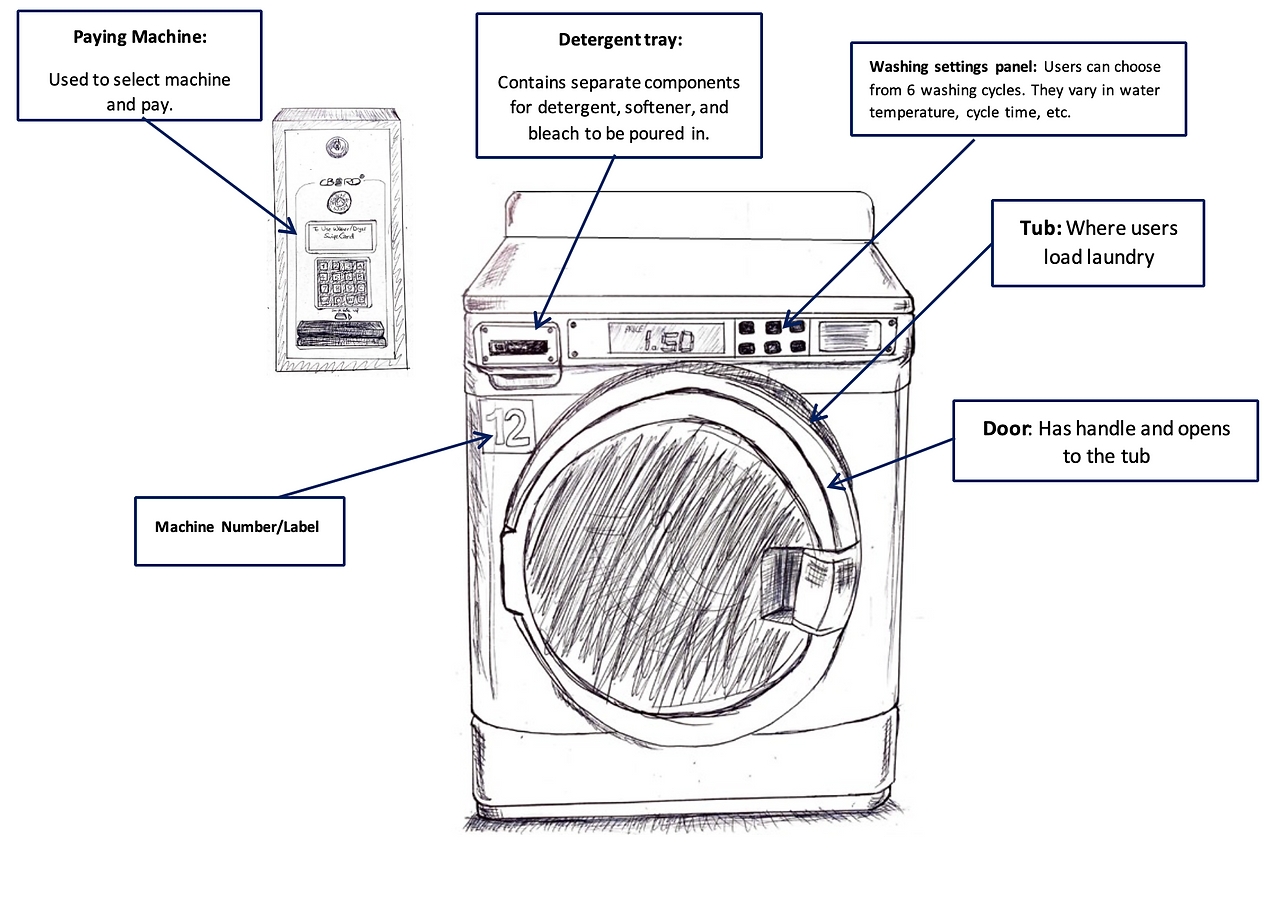 Paying Machine:
Used to select machine
and pay.
Detergent tray:
Contains separate components
for detergent, softener, and
bleach to be poured in.
Washing settings panel: Users can choose
from 6 washing cycles. They vary in water
temperature, cycle time, etc.
Tub: Where users
load laundry
Door: Has handle and opens
to the tub
Machine Number/Label
To Use Washer/Dryer
Swipe Card
PRICE
1.50
12